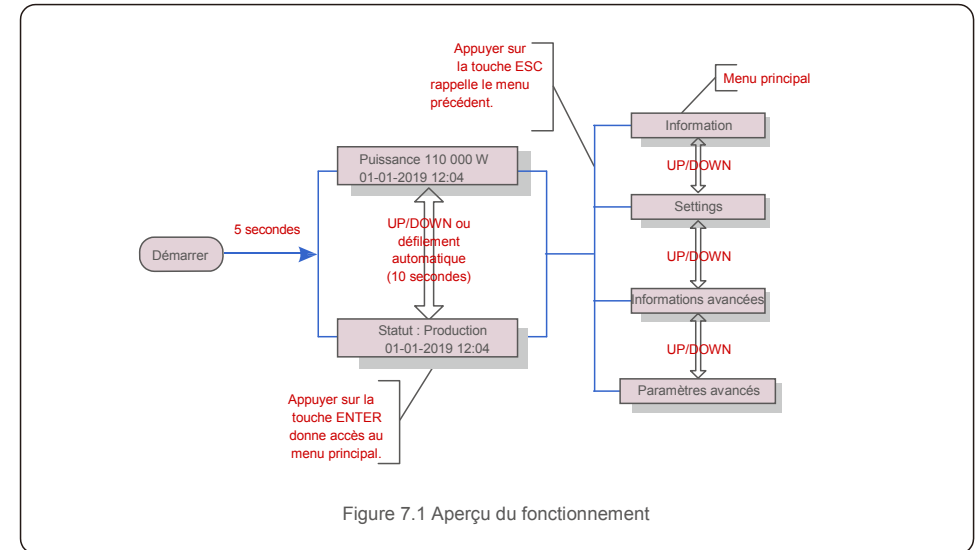 Appuyer sur
la touche ESC
rappelle le menu
précédent.
Menu principal
Information
UP/DOWN
Puissance 110 000 W
01-01-2019 12:04
Settings
5 secondes
UP/DOWN ou
défilement
automatique
(10 secondes)
Démarrer
UP/DOWN
Informations avancées
Statut : Production
01-01-2019 12:04
UP/DOWN
Paramètres avancés
Appuyer sur la
touche ENTER
donne accès au
menu principal.
Figure 7.1 Aperçu du fonctionnement